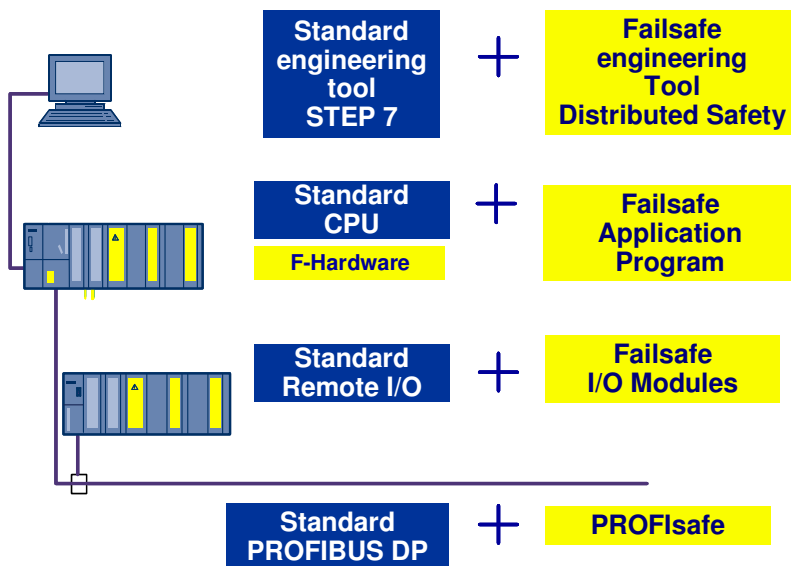 Standard
engineering
tool
STEP 7
+
Failsafe
engineering
Tool
Distributed Safety
Standard
CPU
F-Hardware
+
Failsafe
Application
Program
Standard
Remote I/O
+
Failsafe
I/O Modules
Standard
PROFIBUS DP
+
PROFIsafe